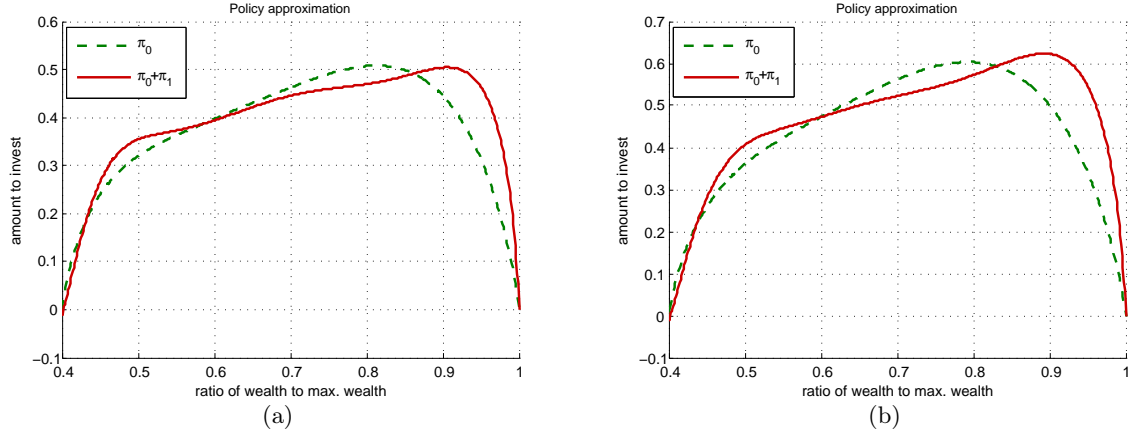 Policy approximation
π0
π0+π1
amount to invest
0.6
0.5
0.4
0.3
0.2
0.1
0
−0.1
0.4 0.5 0.6 0.7 0.8 0.9 1
ratio of wealth to max. wealth
(a)
Policy approximation
π0
π0+π1
amount to invest
0.7
0.6
0.5
0.4
0.3
0.2
0.1
0
−0.1
0.4 0.5 0.6 0.7 0.8 0.9 1
ratio of wealth to max. wealth
(b)